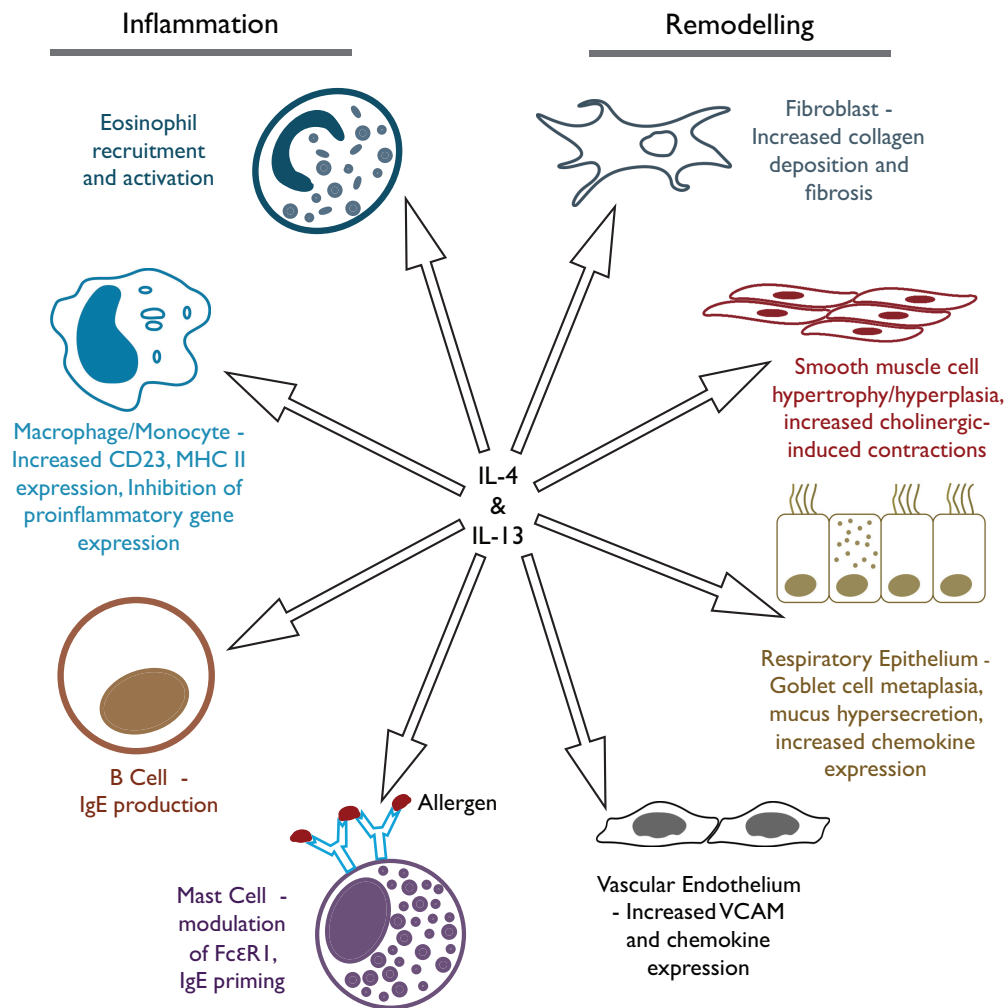 Inflammation
Remodelling
Eosinophil
recruitment
and activation
Fibroblast -
Increased collagen
deposition and
fibrosis
Macrophage/Monocyte -
Increased CD23, MHC II
expression, Inhibition of
proinflammatory gene
expression
Smooth muscle cell
hypertrophy/hyperplasia,
increased cholinergic-
induced contractions
IL-4
&
IL-13
Respiratory Epithelium -
Goblet cell metaplasia,
mucus hypersecretion,
increased chemokine
expression
B Cell -
IgE production
Allergen
Mast Cell -
modulation
of FcεR1,
IgE priming
Vascular Endothelium
- Increased VCAM
and chemokine
expression